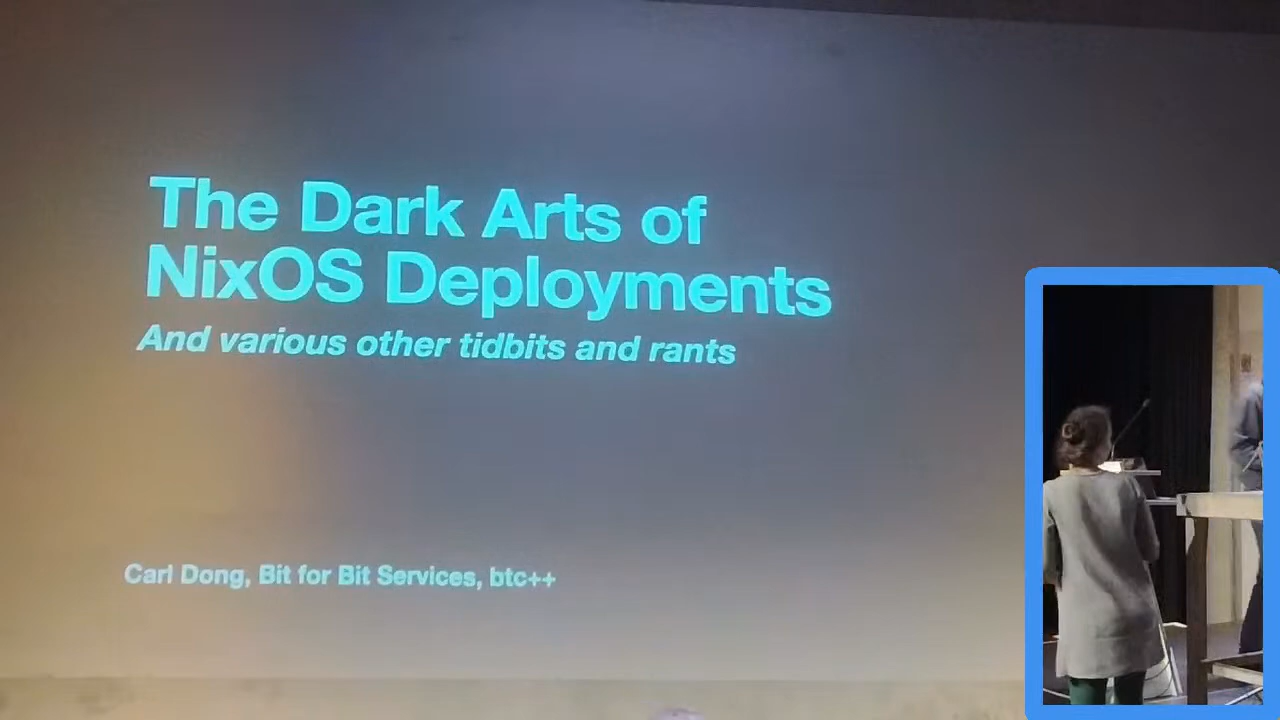 The Dark Arts of
NixOS Deployments
And various other tidbits and rants
Carl Dong, Bit for Bit Services, btc++